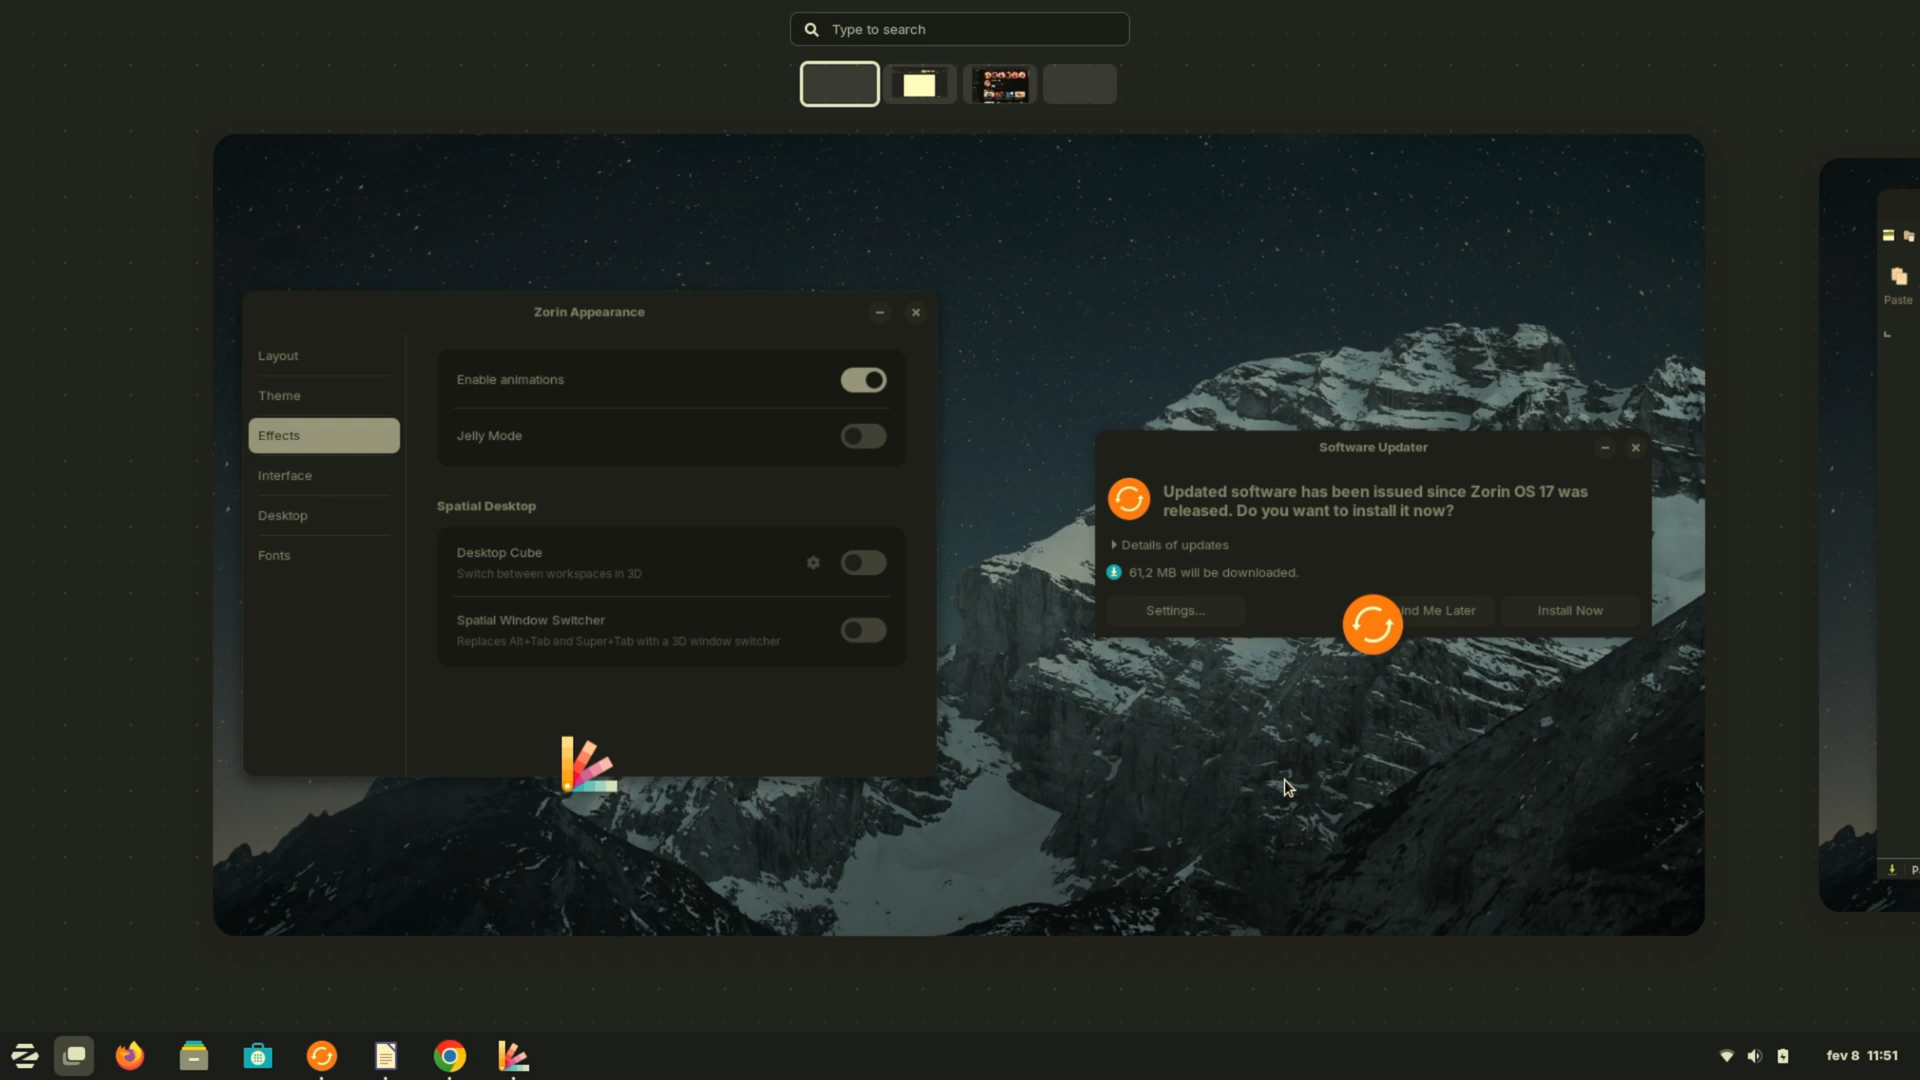 Type to search
Zorin Appearance
Layout
Theme
Effects
Interface
Desktop
Fonts
Enable animations
Jelly Mode
Spatial Desktop
Desktop Cube
Switch between workspaces in 3D
Spatial Window Switcher
Replaces Alt+Tab and Super+Tab with a 3D window switcher
Software Updater
Updated software has been issued since Zorin OS 17 was
released. Do you want to install it now?
Details of updates
61,2 MB will be downloaded.
Settings... Me Later Install Now
Paste
fev 8 11:51